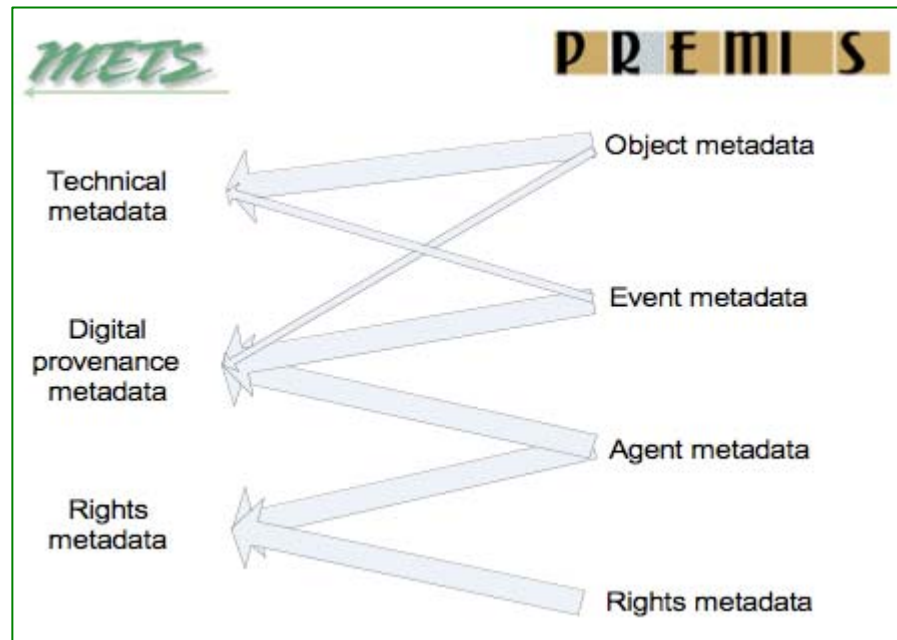 METS
PREMIS
Object metadata
Technical
metadata
Event metadata
Digital
provenance
metadata
Agent metadata
Rights
metadata
Rights metadata